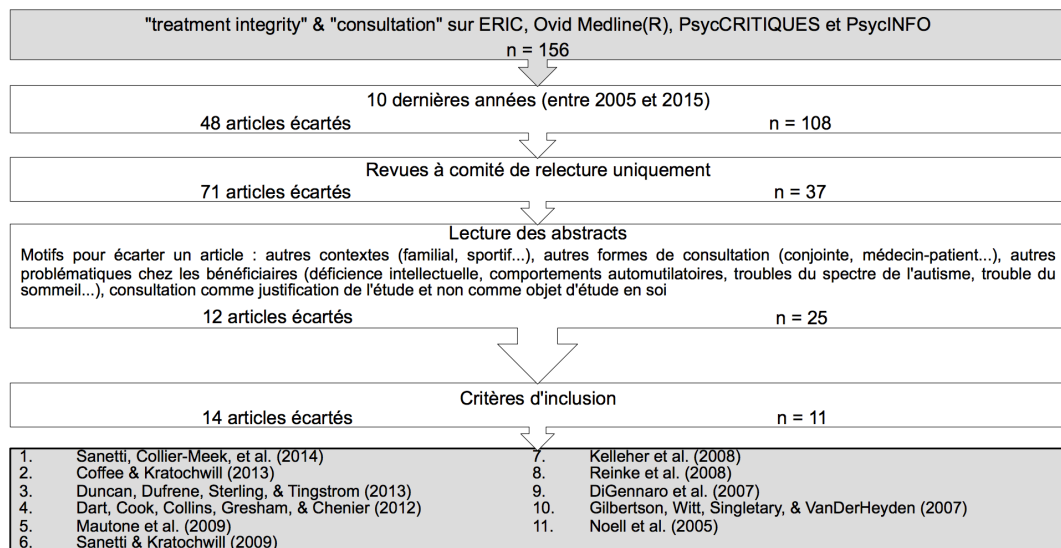 "treatment integrity" & "consultation" sur ERIC, Ovid Medline(R), PsycCRITIQUES et PsycINFO
n = 156
10 dernières années (entre 2005 et 2015)
48 articles écartés n = 108
Revues à comité de relecture uniquement
71 articles écartés n = 37
Lecture des abstracts
Motifs pour écarter un article : autres contextes (familial, sportif...), autres formes de consultation (conjointe, médecin-patient...), autres
problématiques chez les bénéficiaires (déficience intellectuelle, comportements automutilatoires, troubles du spectre de l'autisme, trouble du
sommeil...), consultation comme justification de l'étude et non comme objet d'étude en soi
12 articles écartés n = 25
Critères d'inclusion
14 articles écartés n = 11
1. Sanetti, Collier-Meek, et al. (2014)
2. Coffee & Kratochwill (2013)
3. Duncan, Dufrene, Sterling, & Tingstrom (2013)
4. Dart, Cook, Collins, Gresham, & Chenier (2012)
5. Mautone et al. (2009)
6. Sanetti & Kratochwill (2009)
7. Kelleher et al. (2008)
8. Reinke et al. (2008)
9. DiGennaro et al. (2007)
10. Gilbertson, Witt, Singletary, & VanDerHeyden (2007)
11. Noell et al. (2005)